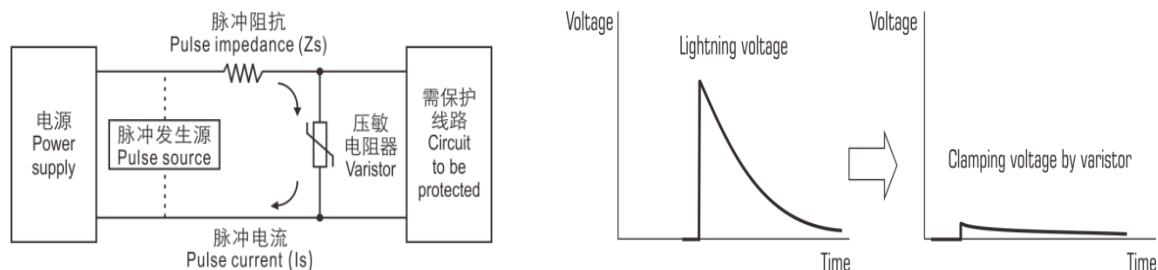 脉冲阻抗
Pulse impedance (Zs)
电源
Power
supply
脉冲发生源
Pulse source
压敏
电阻器
Varistor
需保护
线路
Circuit
to be
protected
脉冲电流
Pulse current (Is)
Voltage
Lightning voltage
Time
Voltage
Clamping voltage by varistor
Time